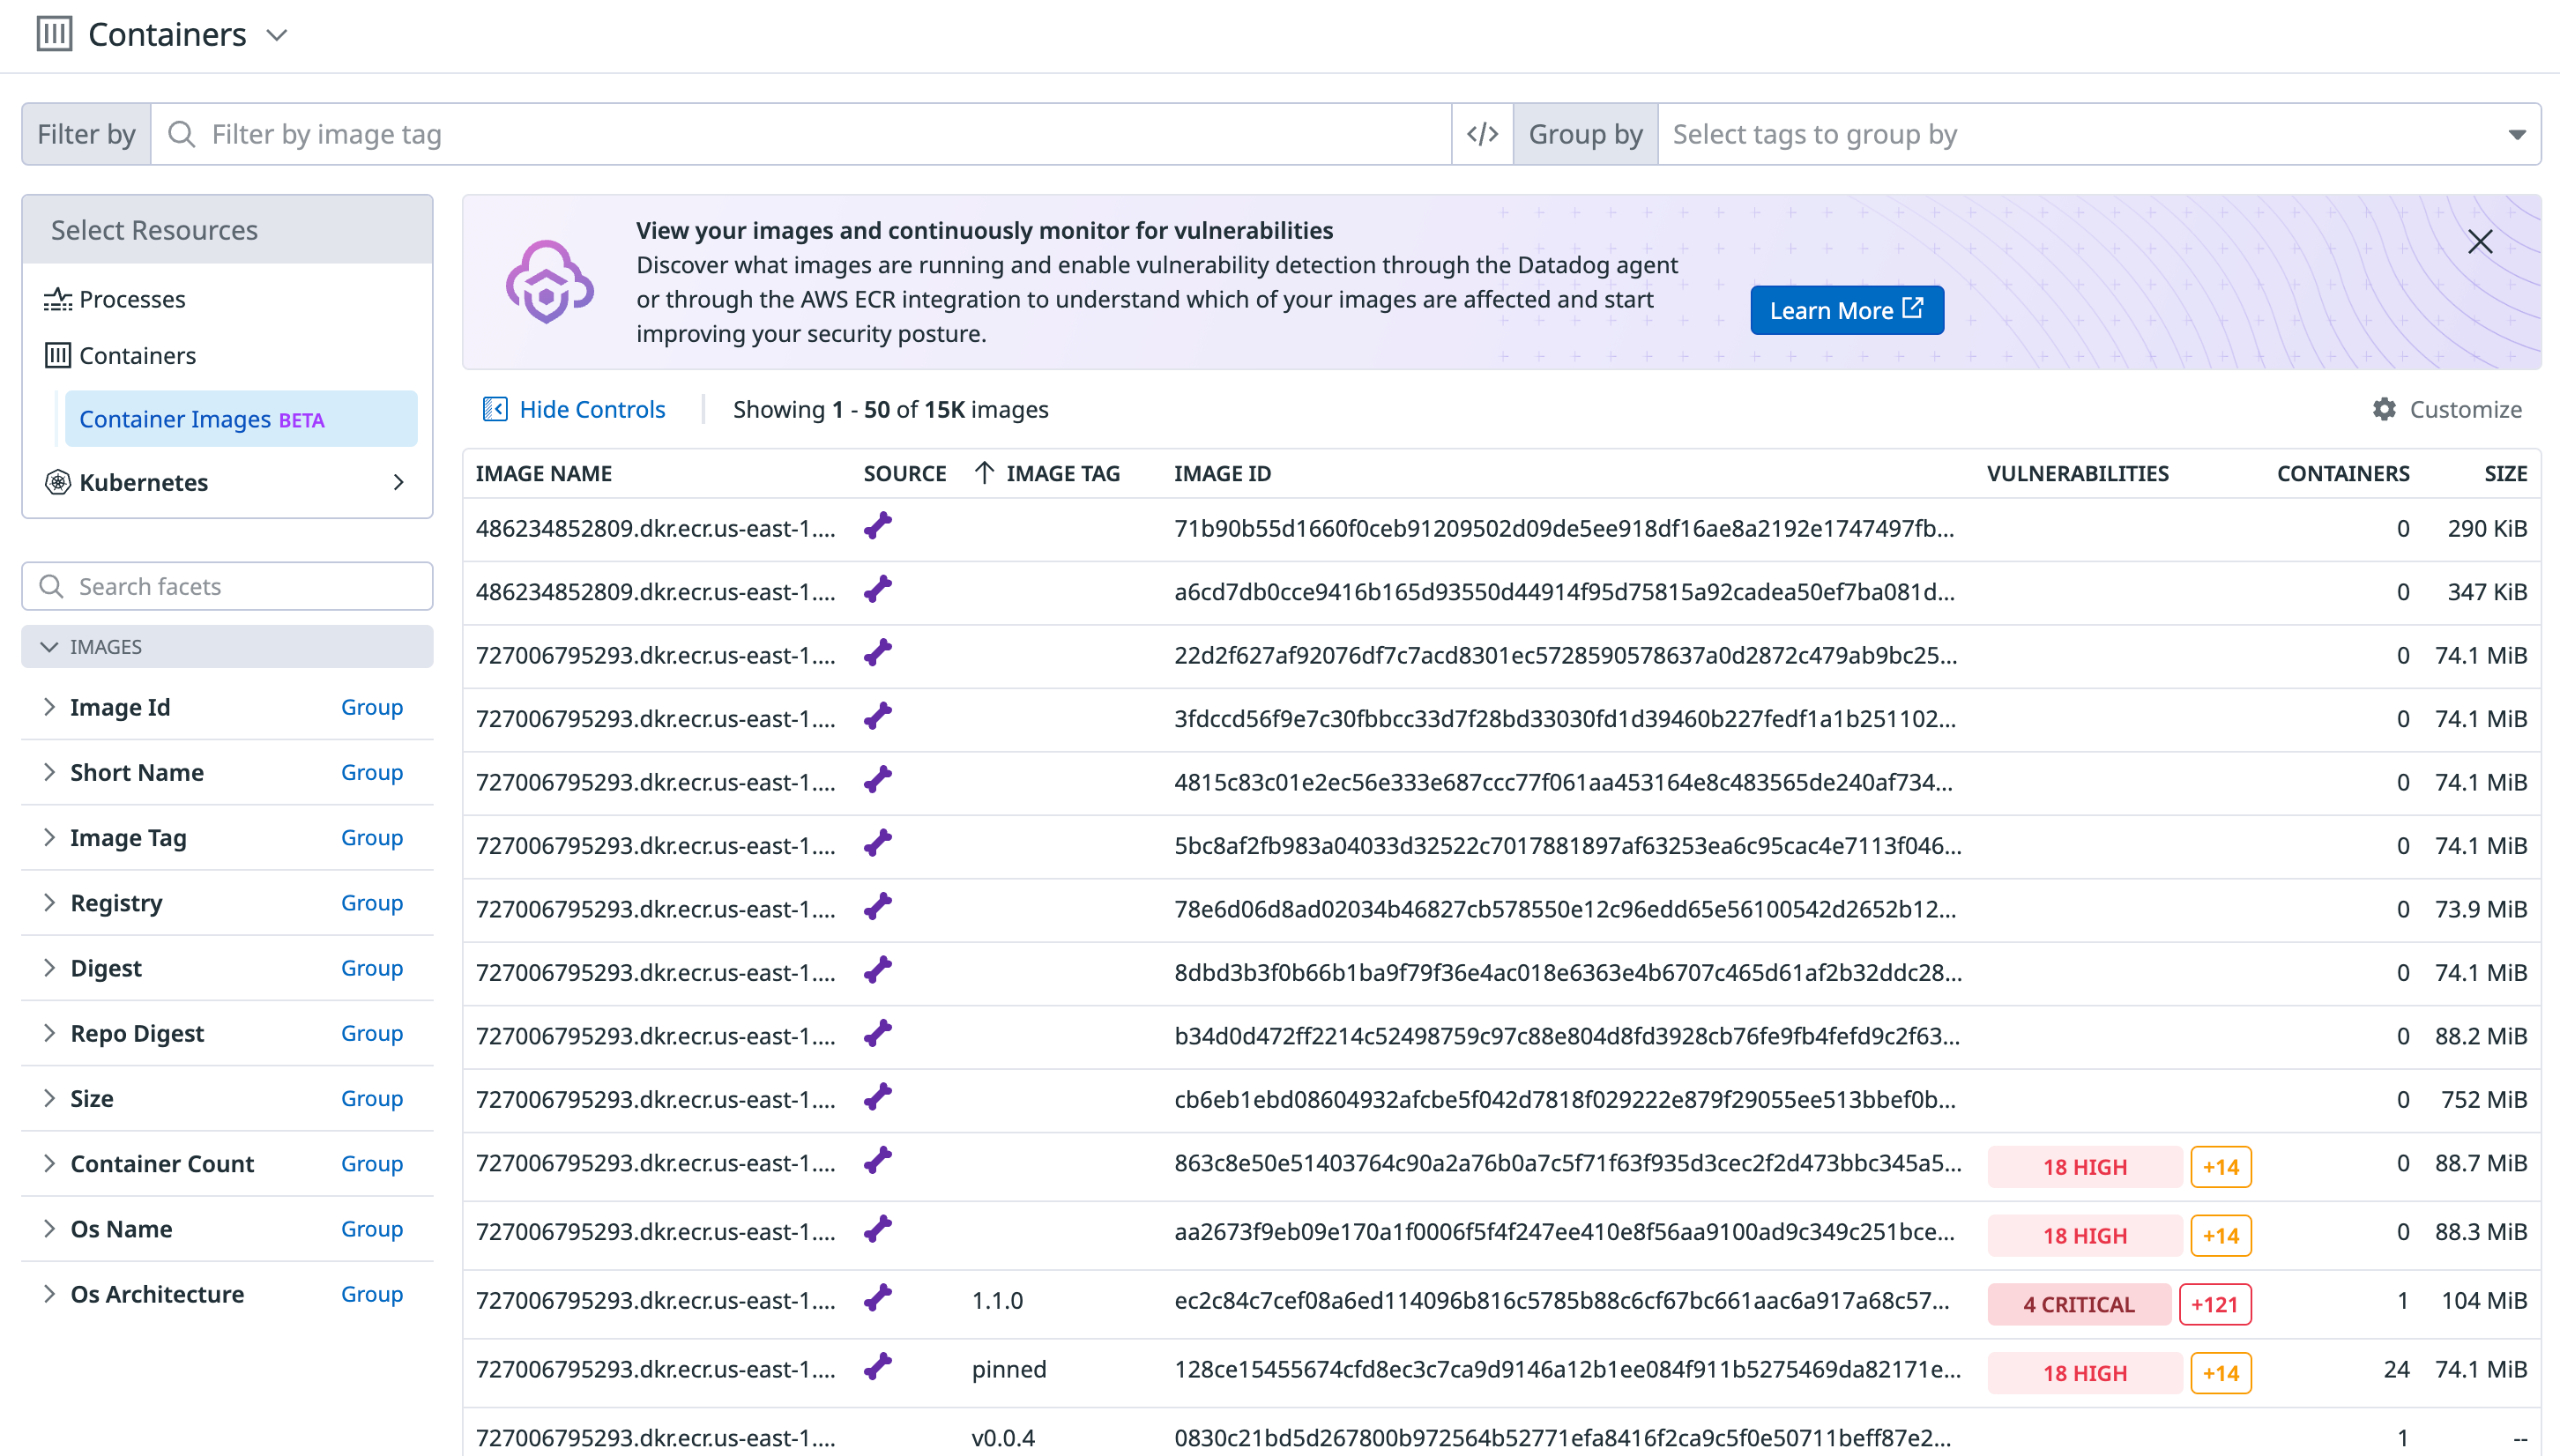 Containers
Filter by
Filter by image tag
</>
Group by
Select tags to group by
Select Resources
Processes
Containers
Container Images BETA
Kubernetes
Search facets
IMAGES
Image Id Group
Short Name Group
Image Tag Group
Registry Group
Digest Group
Repo Digest Group
Size Group
Container Count Group
Os Name Group
Os Architecture Group
View your images and continuously monitor for vulnerabilities
Discover what images are running and enable vulnerability detection through the Datadog agent
or through the AWS ECR integration to understand which of your images are affected and start
improving your security posture.
Learn More
Hide Controls
Showing 1 - 50 of 15K images
Customize
IMAGE NAME SOURCE IMAGE TAG IMAGE ID VULNERABILITIES CONTAINERS SIZE
486234852809.dkr.ecr.us-east-1.... 71b90b55d1660f0ceb91209502d09de5ee918df16ae8a2192e1747497fb... 0 290 KiB
486234852809.dkr.ecr.us-east-1.... a6cd7db0cce9416b165d93550d44914f95d75815a92cadea50ef7ba081d... 0 347 KiB
727006795293.dkr.ecr.us-east-1.... 22d2f627af92076df7c7acd8301ec5728590578637a0d2872c479ab9bc25... 0 74.1 MiB
727006795293.dkr.ecr.us-east-1.... 3fdccd56f9e7c30fbbcc33d7f28bd33030fd1d39460b227fedf1a1b251102... 0 74.1 MiB
727006795293.dkr.ecr.us-east-1.... 4815c83c01e2ec56e333e687ccc77f061aa453164e8c483565de240af734... 0 74.1 MiB
727006795293.dkr.ecr.us-east-1.... 5bc8af2fb983a04033d32522c7017881897af63253ea6c95cac4e7113f046... 0 74.1 MiB
727006795293.dkr.ecr.us-east-1.... 78e6d06d8ad02034b46827cb578550e12c96edd65e56100542d2652b12... 0 73.9 MiB
727006795293.dkr.ecr.us-east-1.... 8dbd3b3f0b66b1ba9f79f36e4ac018e6363e4b6707c465d61af2b32ddc28... 0 74.1 MiB
727006795293.dkr.ecr.us-east-1.... b34d0d472ff2214c52498759c97c88e804d8fd3928cb76fe9fb4fefd9c2f63... 0 88.2 MiB
727006795293.dkr.ecr.us-east-1.... cb6eb1ebd08604932afcbe5f042d7818f029222e879f29055ee513bbef0b... 0 752 MiB
727006795293.dkr.ecr.us-east-1.... 863c8e50e51403764c90a2a76b0a7c5f71f63f935d3cec2f2d473bbc345a5... 18 HIGH +14 0 88.7 MiB
727006795293.dkr.ecr.us-east-1.... aa2673f9eb09e170a1f0006f5f4f247ee410e8f56aa9100ad9c349c251bce... 18 HIGH +14 0 88.3 MiB
727006795293.dkr.ecr.us-east-1.... 1.1.0 ec2c84c7cef08a6ed114096b816c5785b88c6cf67bc661aac6a917a68c57... 4 CRITICAL +121 1 104 MiB
727006795293.dkr.ecr.us-east-1.... pinned 128ce15455674cfd8ec3c7ca9d9146a12b1ee084f911b5275469da82171e... 18 HIGH +14 24 74.1 MiB
727006795293.dkr.ecr.us-east-1.... v0.0.4 0830c21bd5d267800b972564b52771efa8416f2ca9c5f0e50711beff87e2... 1 --